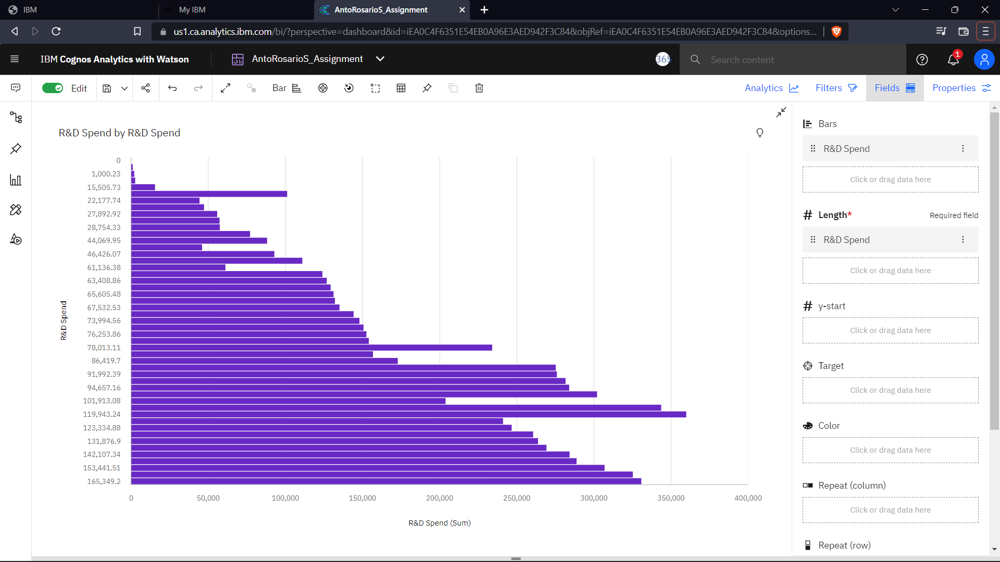 IBM
My IBM
AntoRosarioS_Assignment
us1.ca.analytics.ibm.com/bi/?perspective=dashboard&id=iEA0C4F6351E54EB0A96E3AED942F3C84&objRef=iEA0C4F6351E54EB0A96E3AED942F3C84&options...
IBM Cognos Analytics with Watson
AntoRosarioS_Assignment
365
Search content
1
Edit
Bar
Analytics
Filters
Fields
Properties
R&D Spend by R&D Spend
0
1,000.23
15,505.73
22,177.74
27,892.92
28,754.33
44,069.95
46,426.07
61,136.38
63,408.86
65,605.48
67,532.53
73,994.56
76,253.86
78,013.11
86,419.7
91,992.39
94,657.16
101,913.08
119,943.24
123,334.88
131,876.9
142,107.34
153,441.51
165,349.2
R&D Spend
0 50,000 100,000 150,000 200,000 250,000 300,000 350,000 400,000
R&D Spend (Sum)
Bars
R&D Spend
Click or drag data here
Length* Required field
R&D Spend
Click or drag data here
y-start
Click or drag data here
Target
Click or drag data here
Color
Click or drag data here
Repeat (column)
Click or drag data here
Repeat (row)